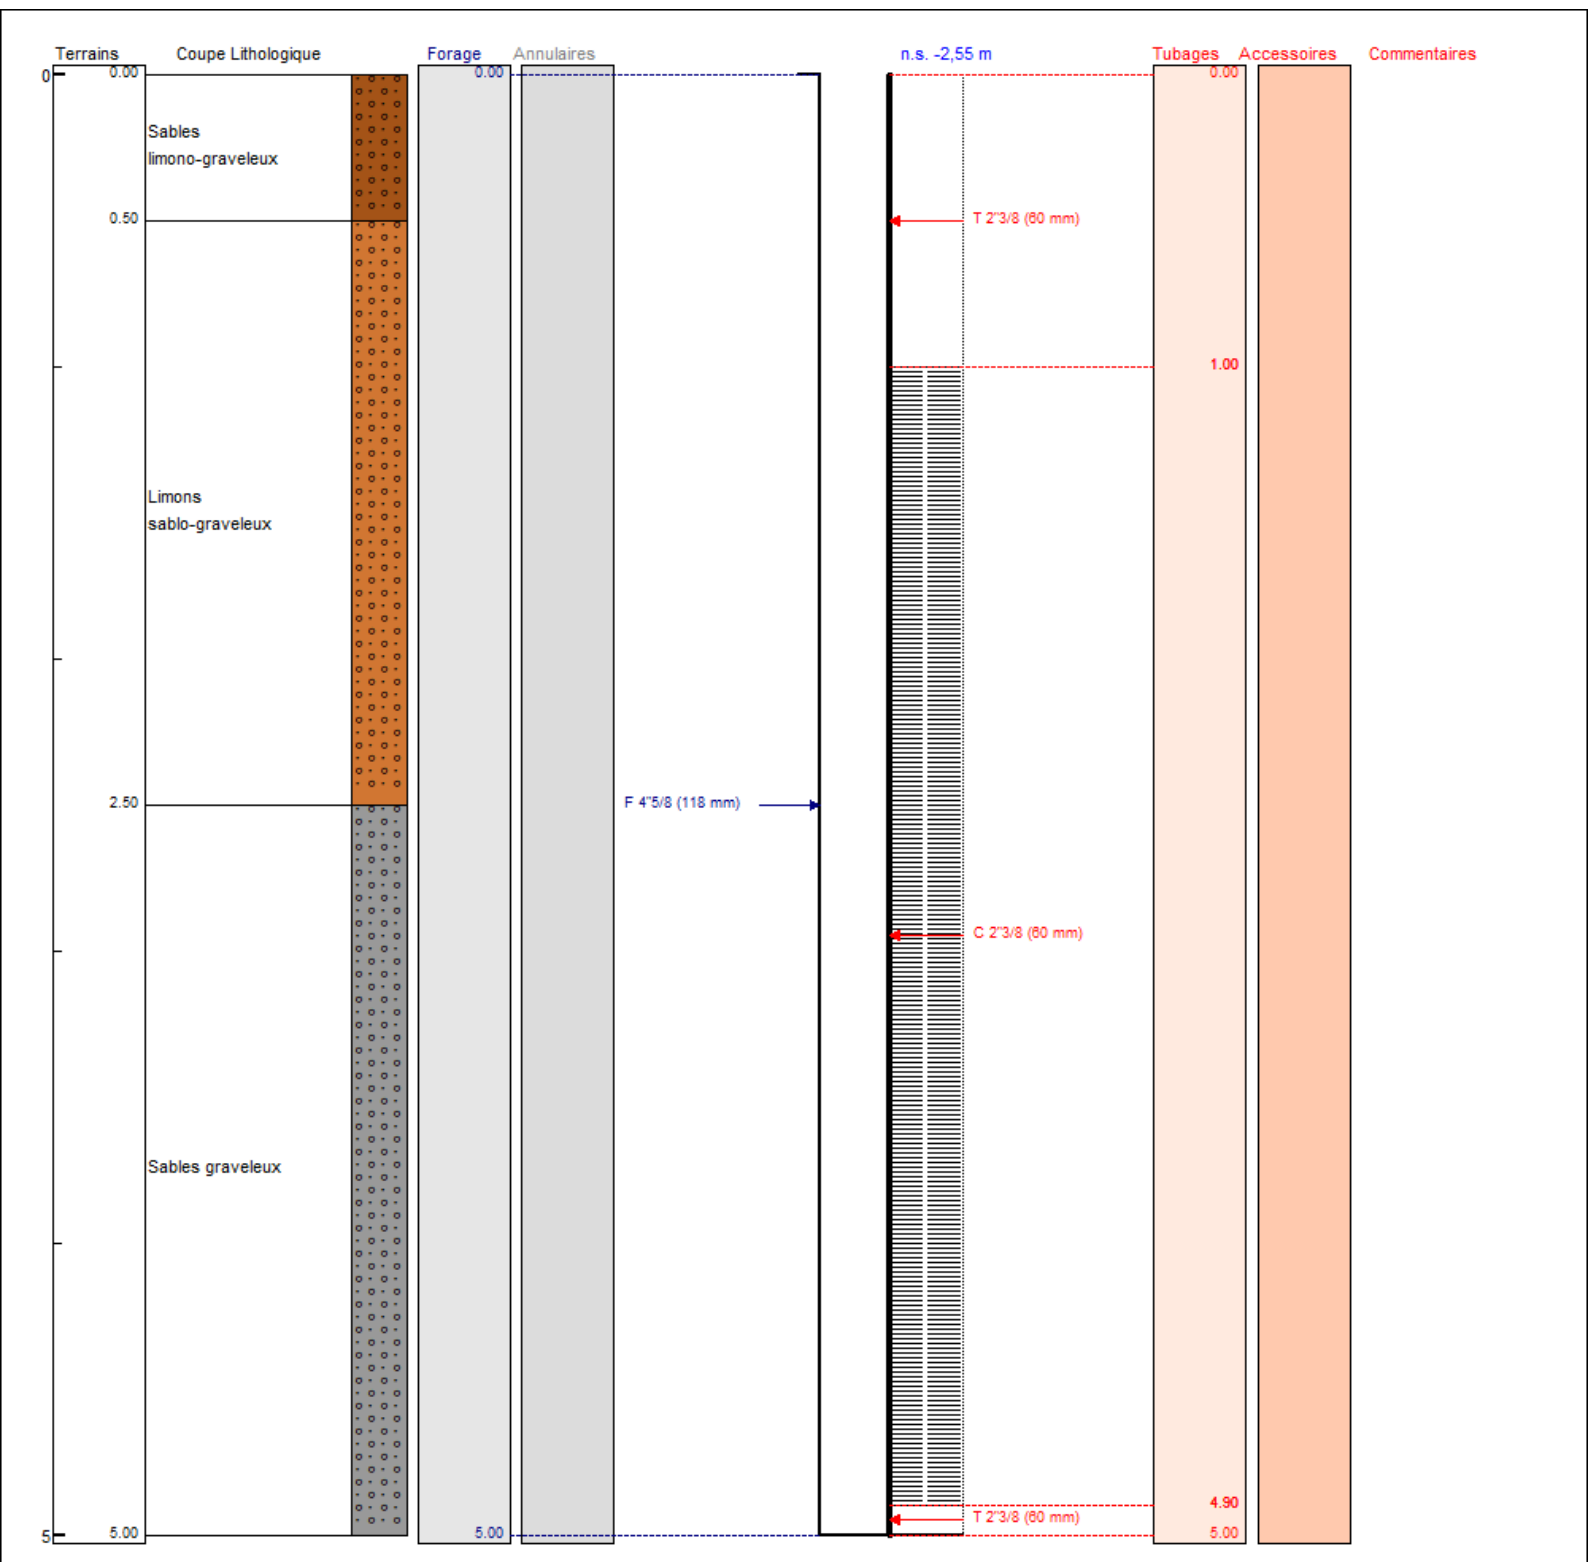 Terrains Coupe Lithologique Forage Annulaires n.s. -2,55 m Tubages Accessoires Commentaires
0 0.00 0.00 0.00
Sables
limono-graveleux
0.50 T 2"3/8 (60 mm)
1.00
Limons
sablo-graveleux
2.50 F 4"5/8 (118 mm)
C 2"3/8 (60 mm)
Sables graveleux
4.90
T 2"3/8 (60 mm)
5 5.00 5.00 5.00